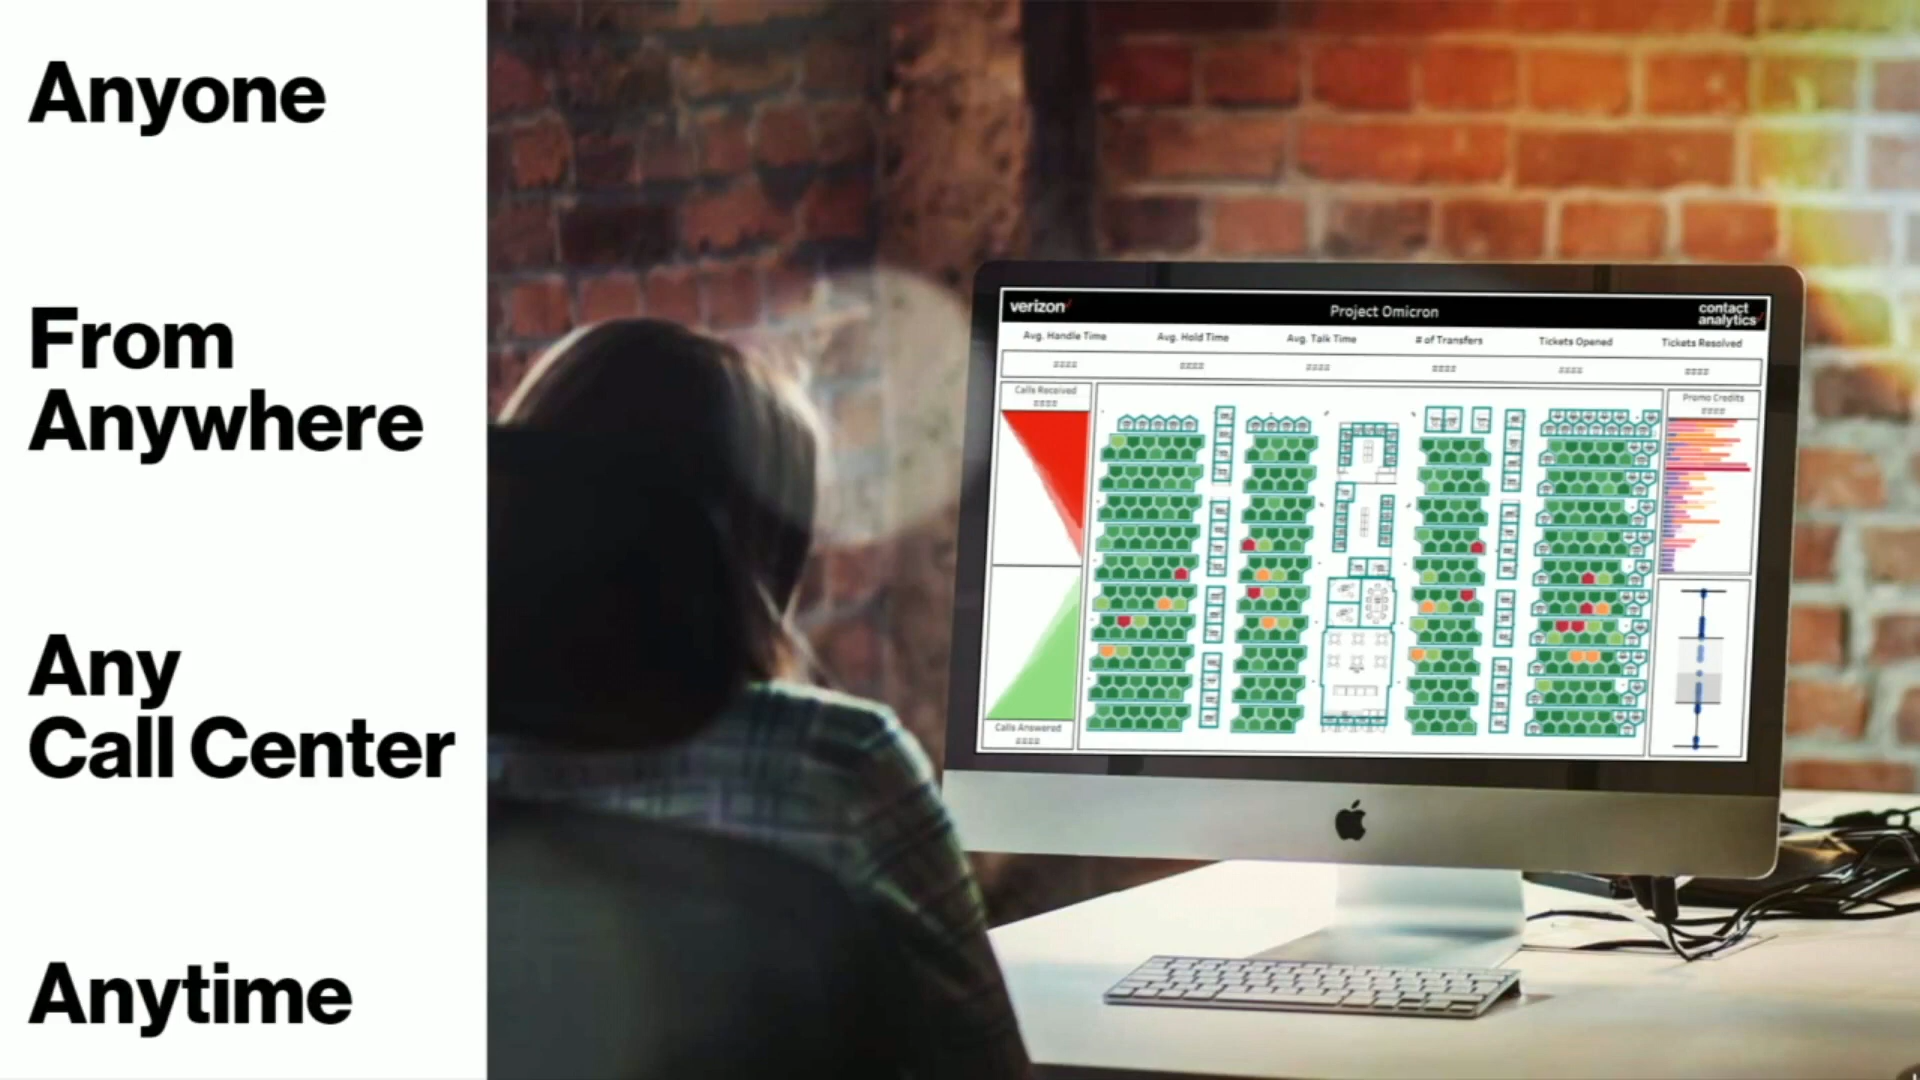 Anyone
From
Anywhere
Any
Call Center
Anytime
verizon
Project Omicron
contact
analytics
Avg. Handle Time
Avg. Hold Time
Avg. Talk Time
# of Transfers
Tickets Opened
Tickets Resolved
Calls Received
Promo Credits
Calls Answered